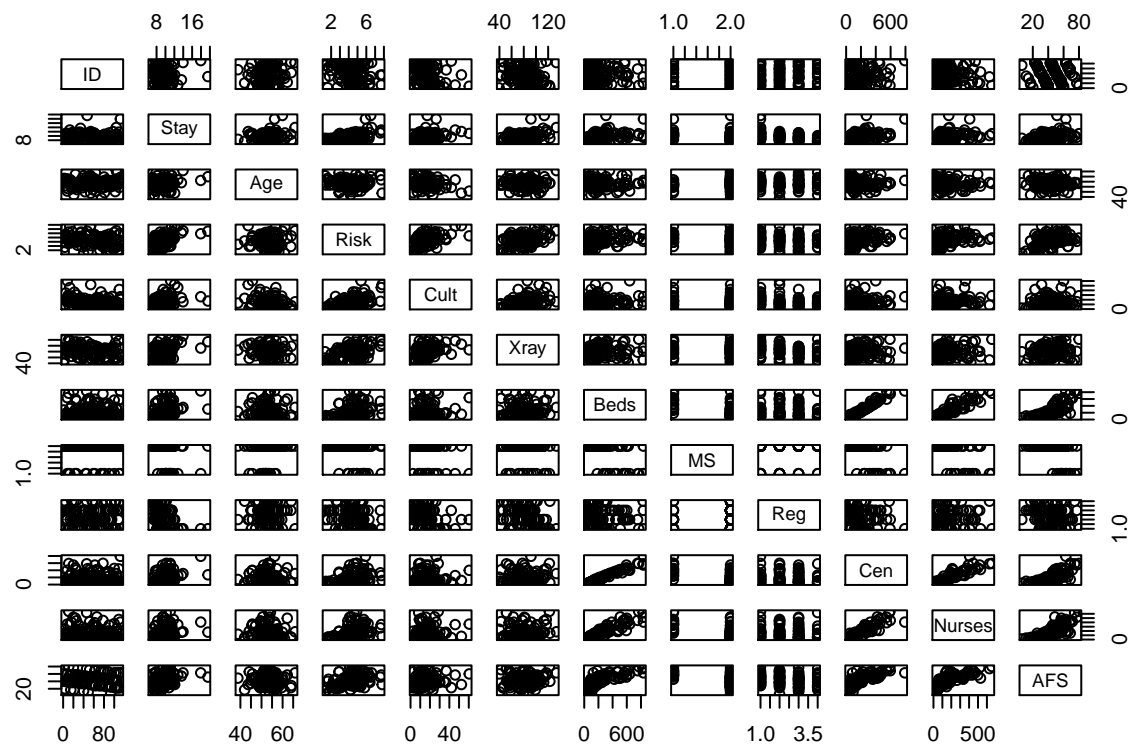 8 16 2 6 40 120 1.0 2.0 0 600 20 80
ID 0
8 Stay
Age 40
2 Risk
Cult 0
40 Xray
Beds 0
1.0 MS
Reg 1.0
0 Cen
Nurses 0
20 AFS
0 80 40 60 0 40 0 600 1.0 3.5 0 500